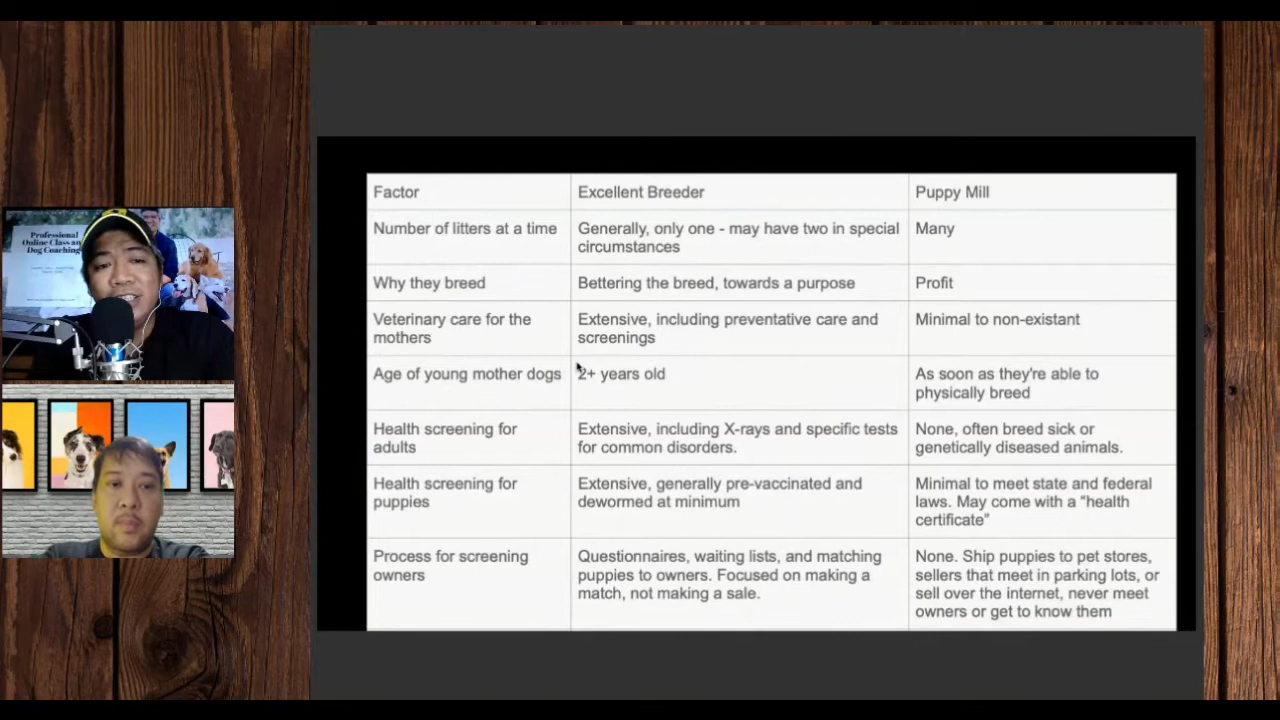 Professional
Online Class and
Dog Coaching
Factor
Excellent Breeder
Puppy Mill
Number of litters at a time
Generally, only one - may have two in special
circumstances
Many
Why they breed
Bettering the breed, towards a purpose
Profit
Veterinary care for the
mothers
Extensive, including preventative care and
screenings
Minimal to non-existant
Age of young mother dogs
2+ years old
As soon as they're able to
physically breed
Health screening for
adults
Extensive, including X-rays and specific tests
for common disorders.
None, often breed sick or
genetically diseased animals.
Health screening for
puppies
Extensive, generally pre-vaccinated and
dewormed at minimum
Minimal to meet state and federal
laws. May come with a “health
certificate”
Process for screening
owners
Questionnaires, waiting lists, and matching
puppies to owners. Focused on making a
match, not making a sale.
None. Ship puppies to pet stores,
sellers that meet in parking lots, or
sell over the internet, never meet
owners or get to know them